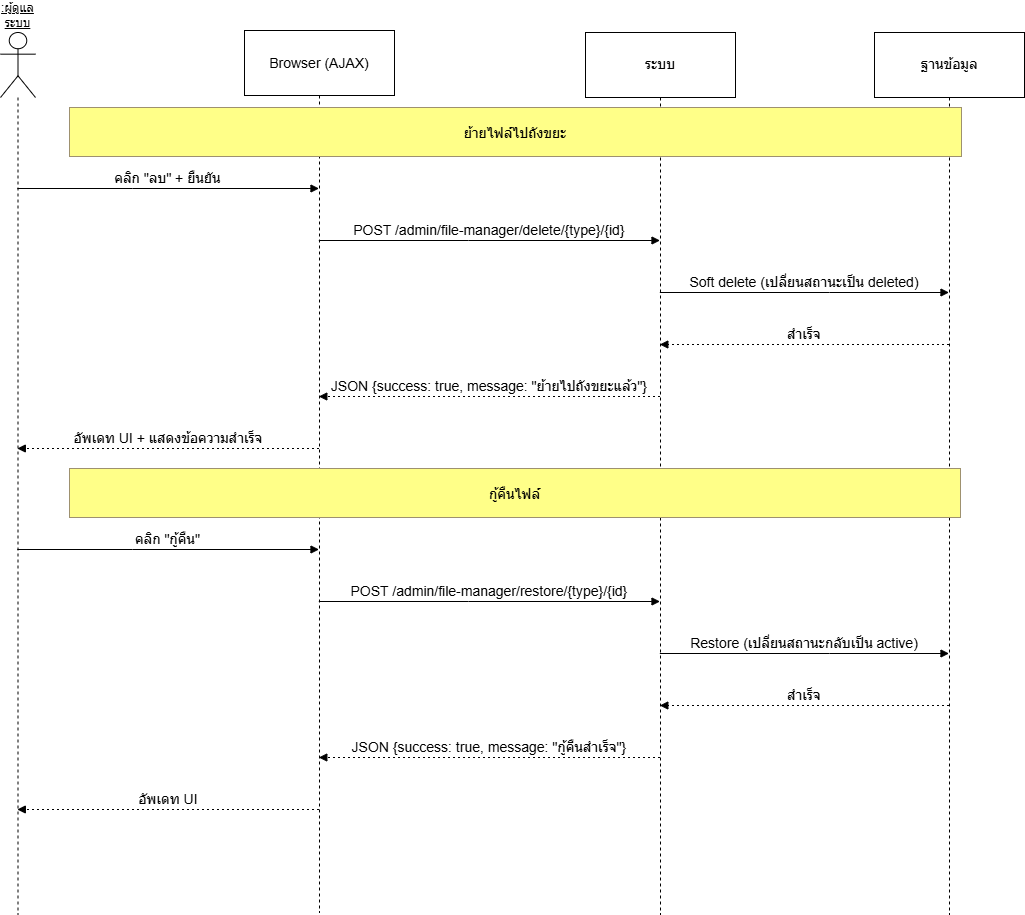 :ผู้ดูแล
ระบบ
Browser (AJAX)
ระบบ
ฐานข้อมูล
ย้ายไฟล์ไปถังขยะ
คลิก "ลบ" + ยืนยัน
POST /admin/file-manager/delete/{type}/{id}
Soft delete (เปลี่ยนสถานะเป็น deleted)
สำเร็จ
JSON {success: true, message: "ย้ายไปถังขยะแล้ว"}
อัพเดท UI + แสดงข้อความสำเร็จ
กู้คืนไฟล์
คลิก "กู้คืน"
POST /admin/file-manager/restore/{type}/{id}
Restore (เปลี่ยนสถานะกลับเป็น active)
สำเร็จ
JSON {success: true, message: "กู้คืนสำเร็จ"}
อัพเดท UI